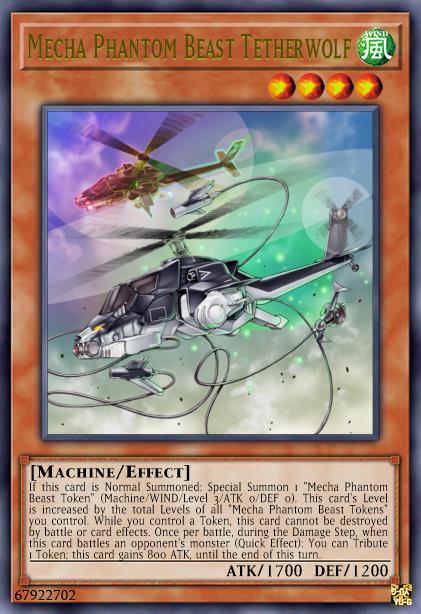 Mecha Phantom Beast Tetherwolf
WIND
風
[Machine/Effect]
If this card is Normal Summoned: Special Summon 1 "Mecha Phantom
Beast Token" (Machine/WIND/Level 3/ATK 0/DEF 0). This card's Level
is increased by the total Levels of all "Mecha Phantom Beast Tokens"
you control. While you control a Token, this card cannot be destroyed
by battle or card effects. Once per battle, during the Damage Step, when
this card battles an opponent's monster (Quick Effect): You can Tribute
1 Token; this card gains 800 ATK, until the end of this turn.
ATK/1700 DEF/1200
67922702